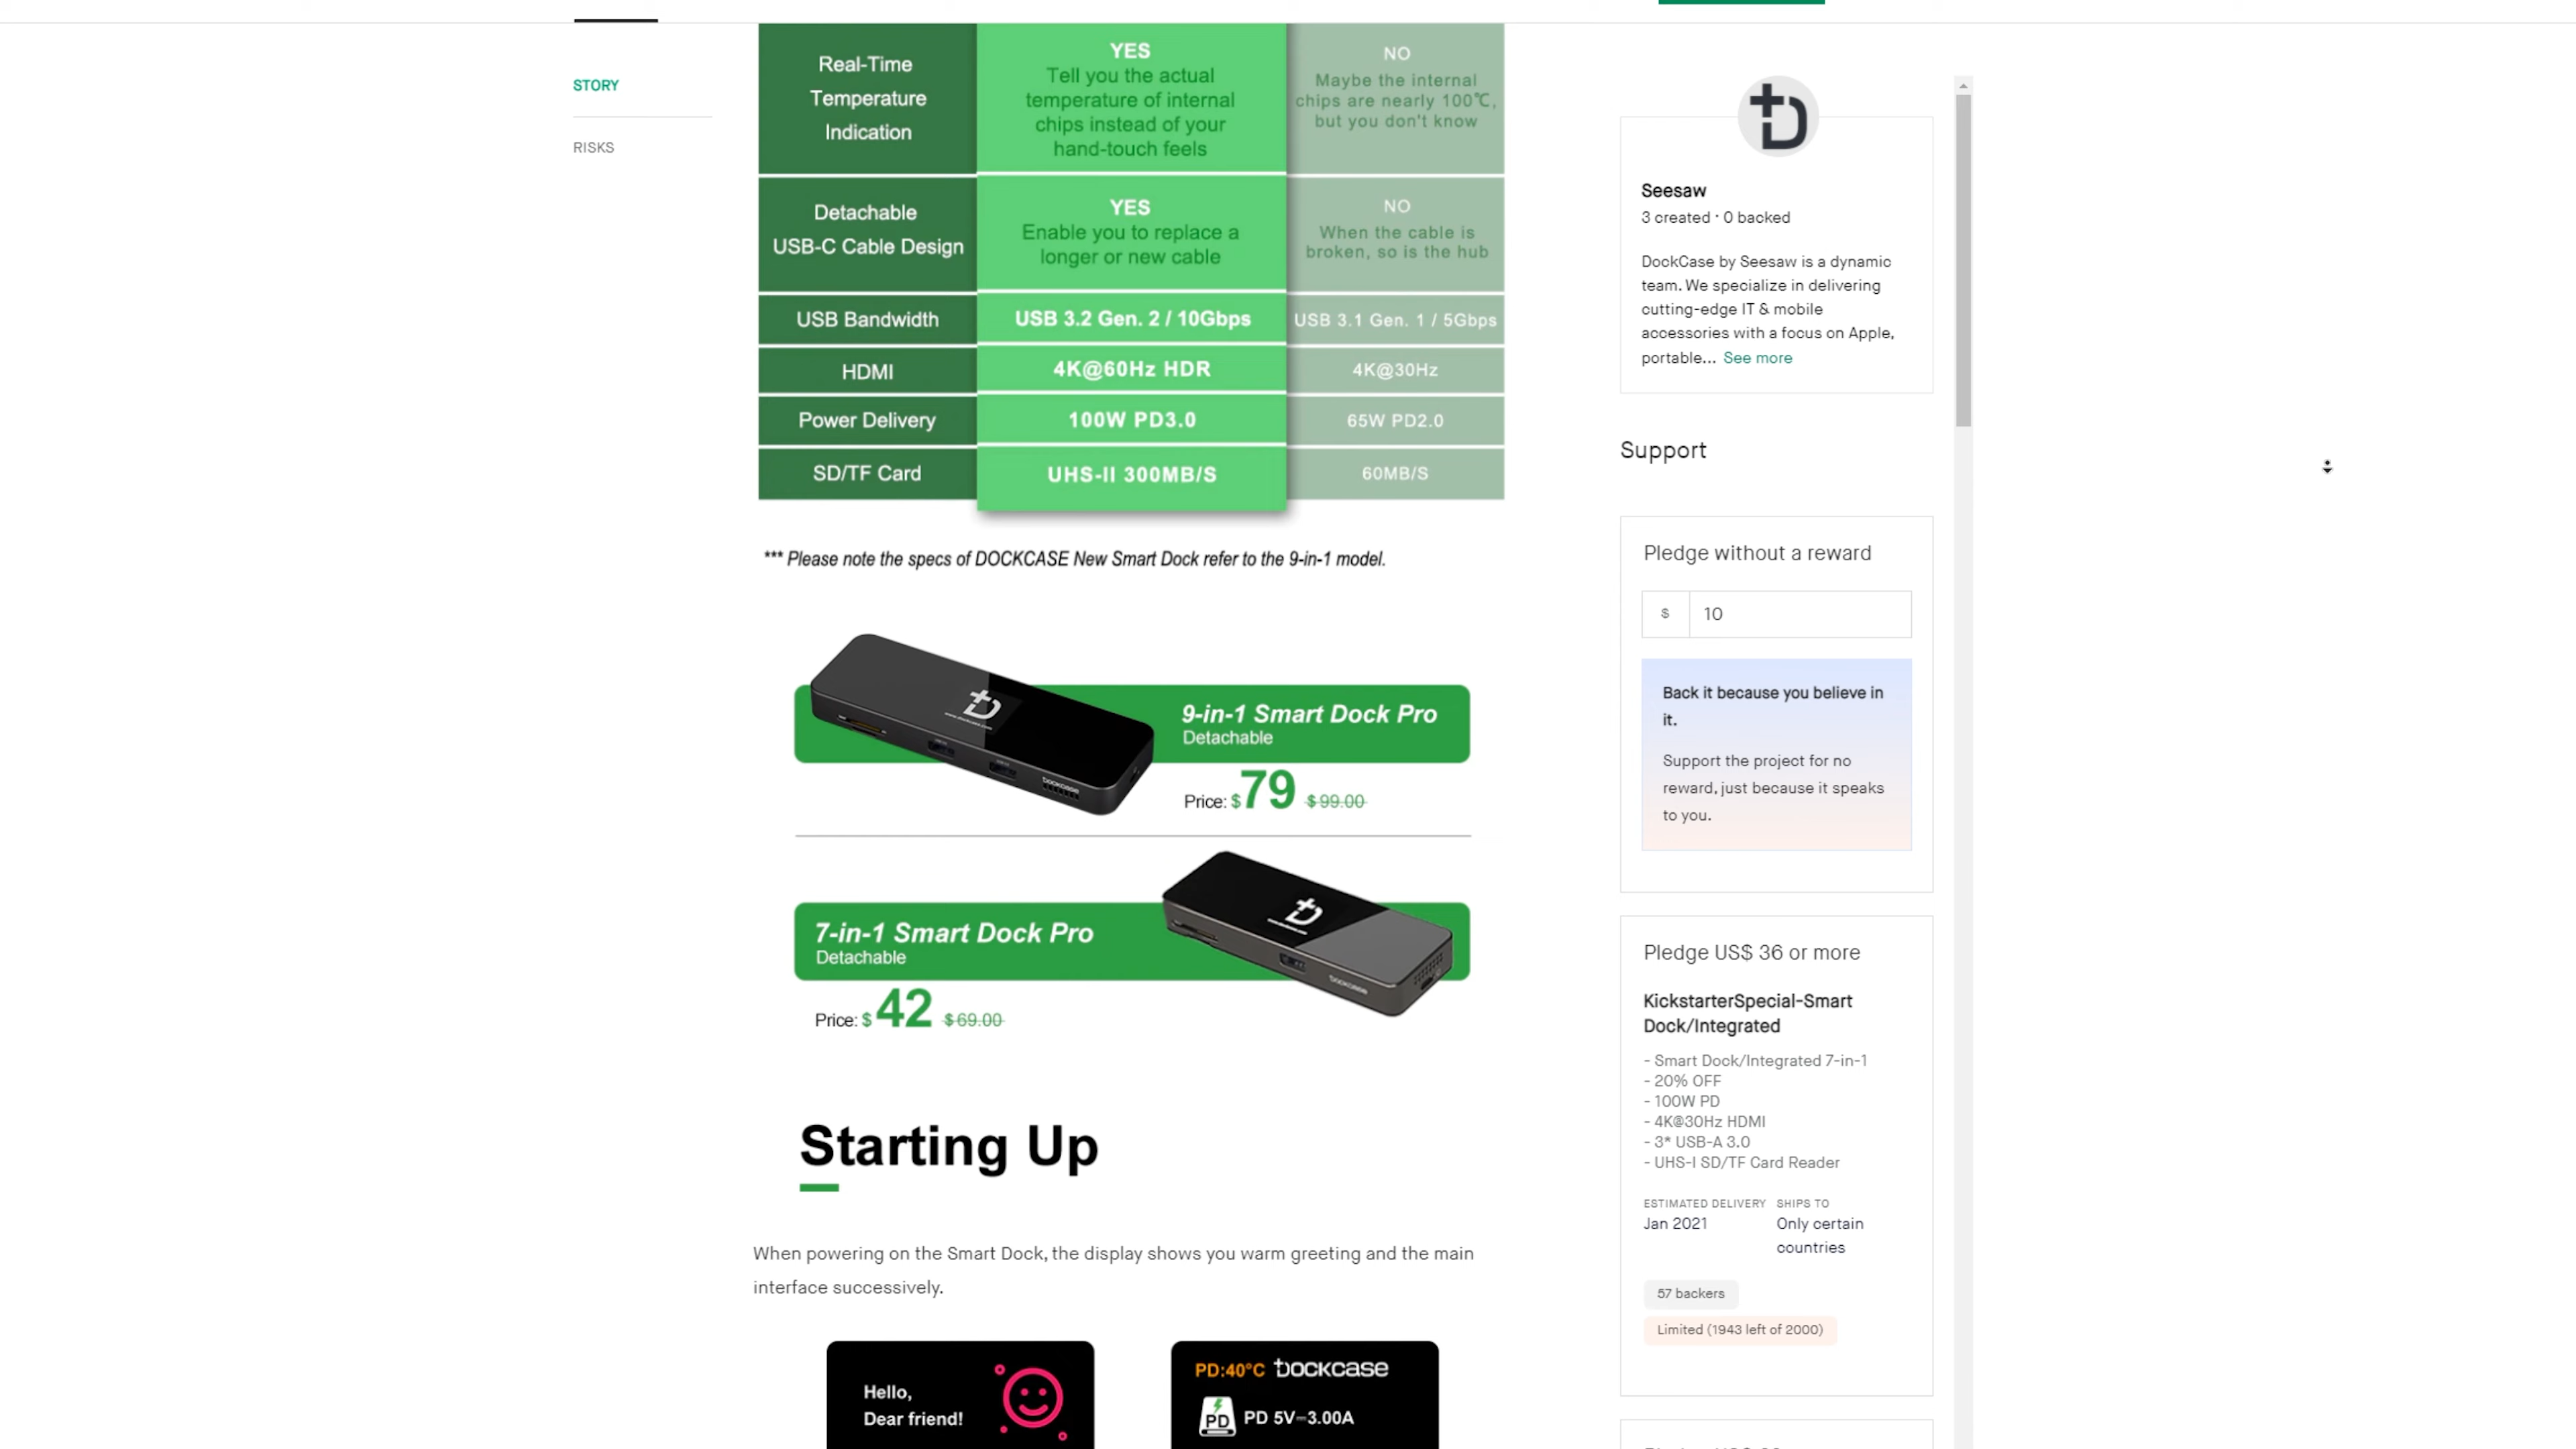 STORY
RISKS
Real-Time
Temperature
Indication
YES
Tell you the actual
temperature of internal
chips instead of your
hand-touch feels
NO
Maybe the internal
chips are nearly 100℃,
but you don't know
Detachable
USB-C Cable Design
YES
Enable you to replace a
longer or new cable
NO
When the cable is
broken, so is the hub
USB Bandwidth
USB 3.2 Gen. 2 / 10Gbps
USB 3.1 Gen. 1 / 5Gbps
HDMI
4K@60Hz HDR
4K@30Hz
Power Delivery
100W PD3.0
65W PD2.0
SD/TF Card
UHS-II 300MB/S
60MB/S
*** Please note the specs of DOCKCASE New Smart Dock refer to the 9-in-1 model.
9-in-1 Smart Dock Pro
Detachable
Price: $ 79 $ 99.00
7-in-1 Smart Dock Pro
Detachable
Price: $ 42 $ 69.00
Starting Up
When powering on the Smart Dock, the display shows you warm greeting and the main
interface successively.
Hello,
Dear friend!
PD:40°C DOCKCASE
PD PD 5V⎓3.00A
Seesaw
3 created · 0 backed
DockCase by Seesaw is a dynamic
team. We specialize in delivering
cutting-edge IT & mobile
accessories with a focus on Apple,
portable... See more
Support
Pledge without a reward
$ 10
Back it because you believe in
it.
Support the project for no
reward, just because it speaks
to you.
Pledge US$ 36 or more
KickstarterSpecial-Smart
Dock/Integrated
- Smart Dock/Integrated 7-in-1
- 20% OFF
- 100W PD
- 4K@30Hz HDMI
- 3* USB-A 3.0
- UHS-I SD/TF Card Reader
ESTIMATED DELIVERY SHIPS TO
Jan 2021 Only certain
countries
57 backers
Limited (1943 left of 2000)